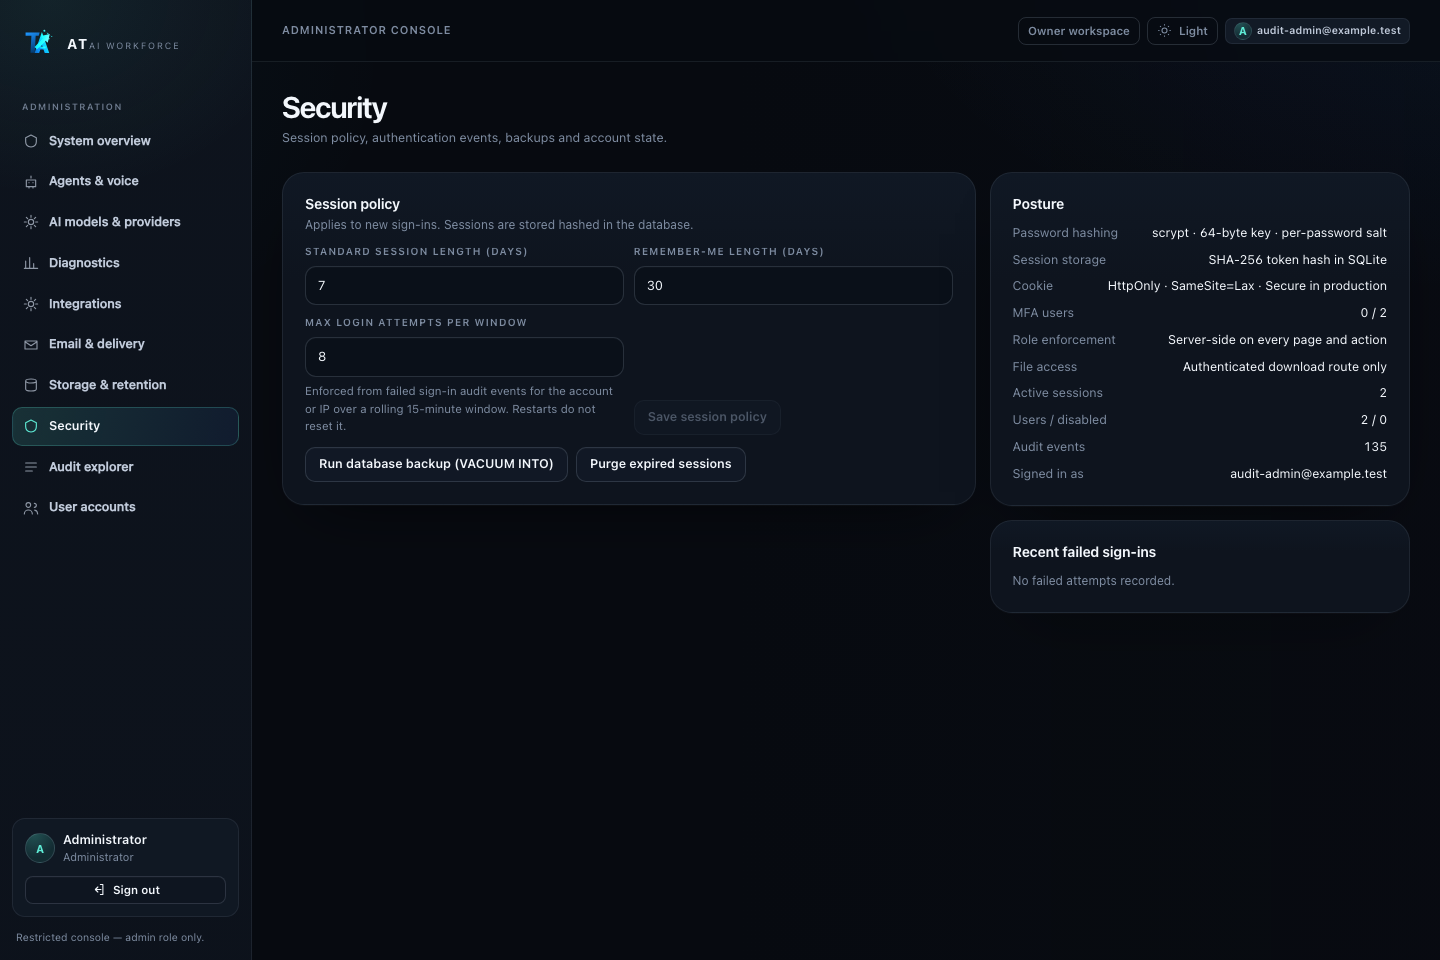 AT AI WORKFORCE
ADMINISTRATION
System overview
Agents & voice
AI models & providers
Diagnostics
Integrations
Email & delivery
Storage & retention
Security
Audit explorer
User accounts
A
Administrator
Administrator
Sign out
Restricted console — admin role only.
ADMINISTRATOR CONSOLE
Owner workspace
Light
A audit-admin@example.test
Security
Session policy, authentication events, backups and account state.
Session policy
Applies to new sign-ins. Sessions are stored hashed in the database.
STANDARD SESSION LENGTH (DAYS)
7
REMEMBER-ME LENGTH (DAYS)
30
MAX LOGIN ATTEMPTS PER WINDOW
8
Enforced from failed sign-in audit events for the account
or IP over a rolling 15-minute window. Restarts do not
reset it.
Save session policy
Run database backup (VACUUM INTO)
Purge expired sessions
Posture
Password hashing scrypt · 64-byte key · per-password salt
Session storage SHA-256 token hash in SQLite
Cookie HttpOnly · SameSite=Lax · Secure in production
MFA users 0 / 2
Role enforcement Server-side on every page and action
File access Authenticated download route only
Active sessions 2
Users / disabled 2 / 0
Audit events 135
Signed in as audit-admin@example.test
Recent failed sign-ins
No failed attempts recorded.